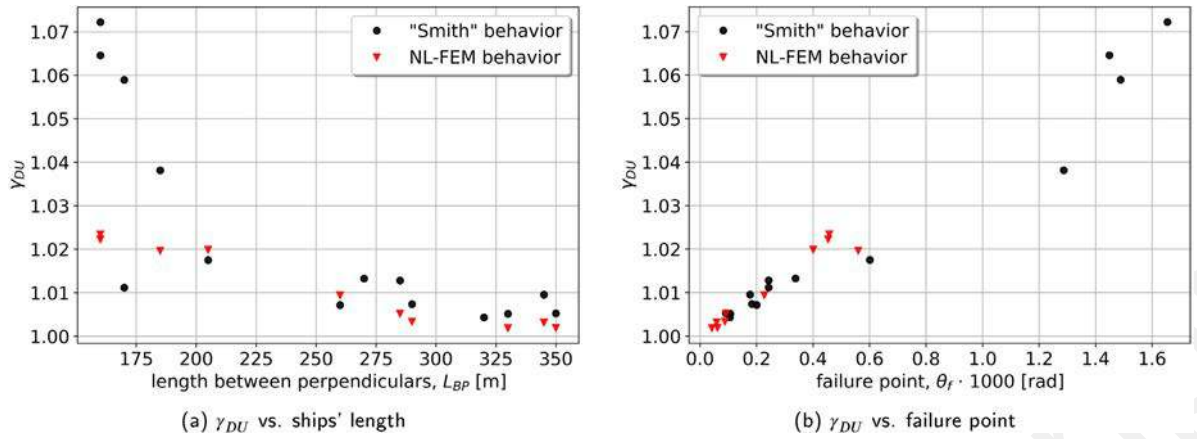 1.07
1.06
1.05
1.04
1.03
1.02
1.01
1.00
γDU
"Smith" behavior
NL-FEM behavior
175 200 225 250 275 300 325 350
length between perpendiculars, LBP [m]
(a) γDU vs. ships' length
1.07
1.06
1.05
1.04
1.03
1.02
1.01
1.00
γDU
"Smith" behavior
NL-FEM behavior
0.0 0.2 0.4 0.6 0.8 1.0 1.2 1.4 1.6
failure point, θf · 1000 [rad]
(b) γDU vs. failure point